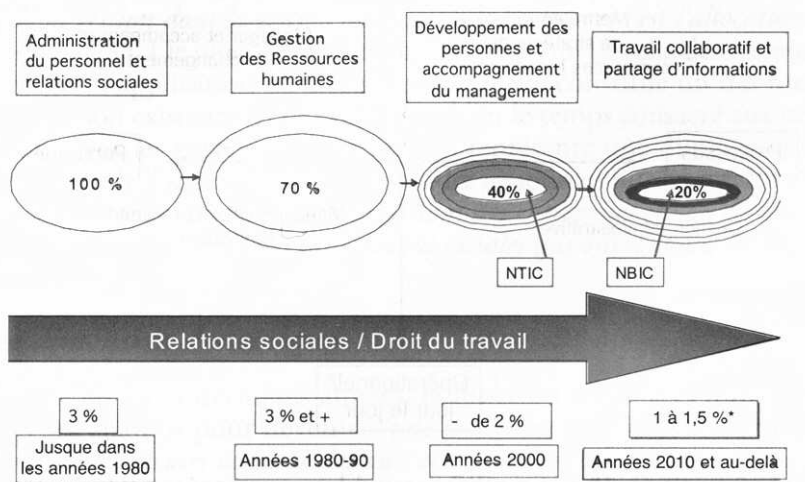 Administration
du personnel et
relations sociales
Gestion
des Ressources
humaines
Développement des
personnes et
accompagnement
du management
Travail collaboratif et
partage d'informations
100 %
70 %
40%
20%
NTIC
NBIC
Relations sociales / Droit du travail
3 %
3 % et +
- de 2 %
1 à 1,5 %*
Jusque dans
les années 1980
Années 1980-90
Années 2000
Années 2010 et au-delà